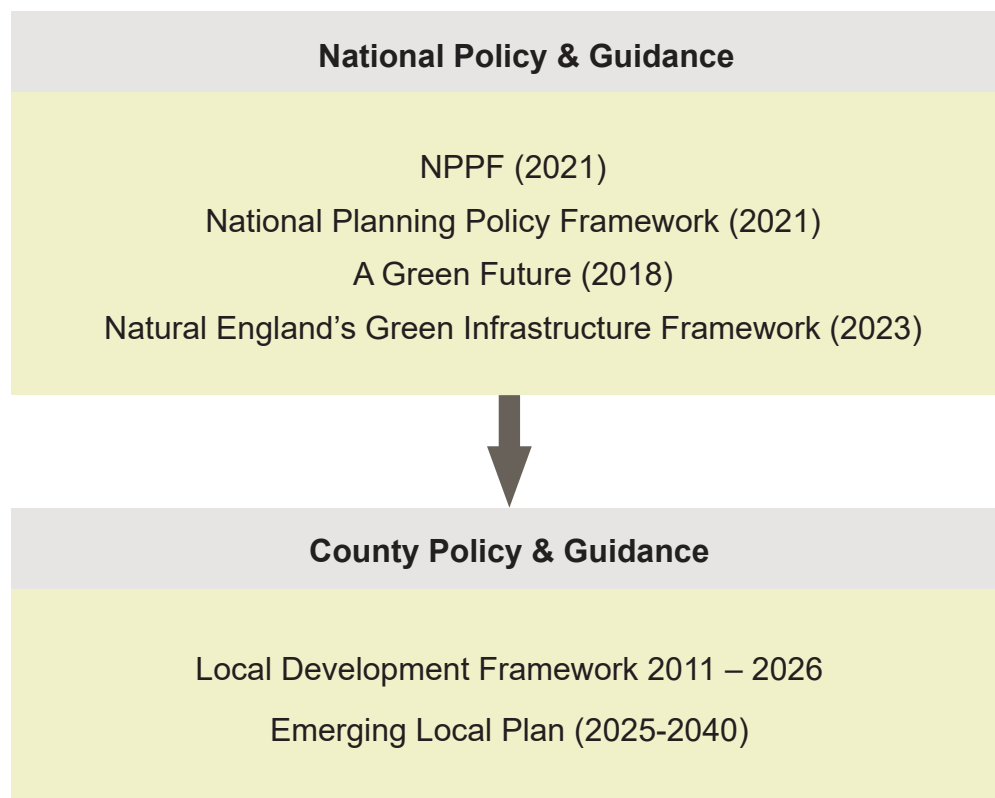 National Policy & Guidance
NPPF (2021)
National Planning Policy Framework (2021)
A Green Future (2018)
Natural England’s Green Infrastructure Framework (2023)
County Policy & Guidance
Local Development Framework 2011 – 2026
Emerging Local Plan (2025-2040)